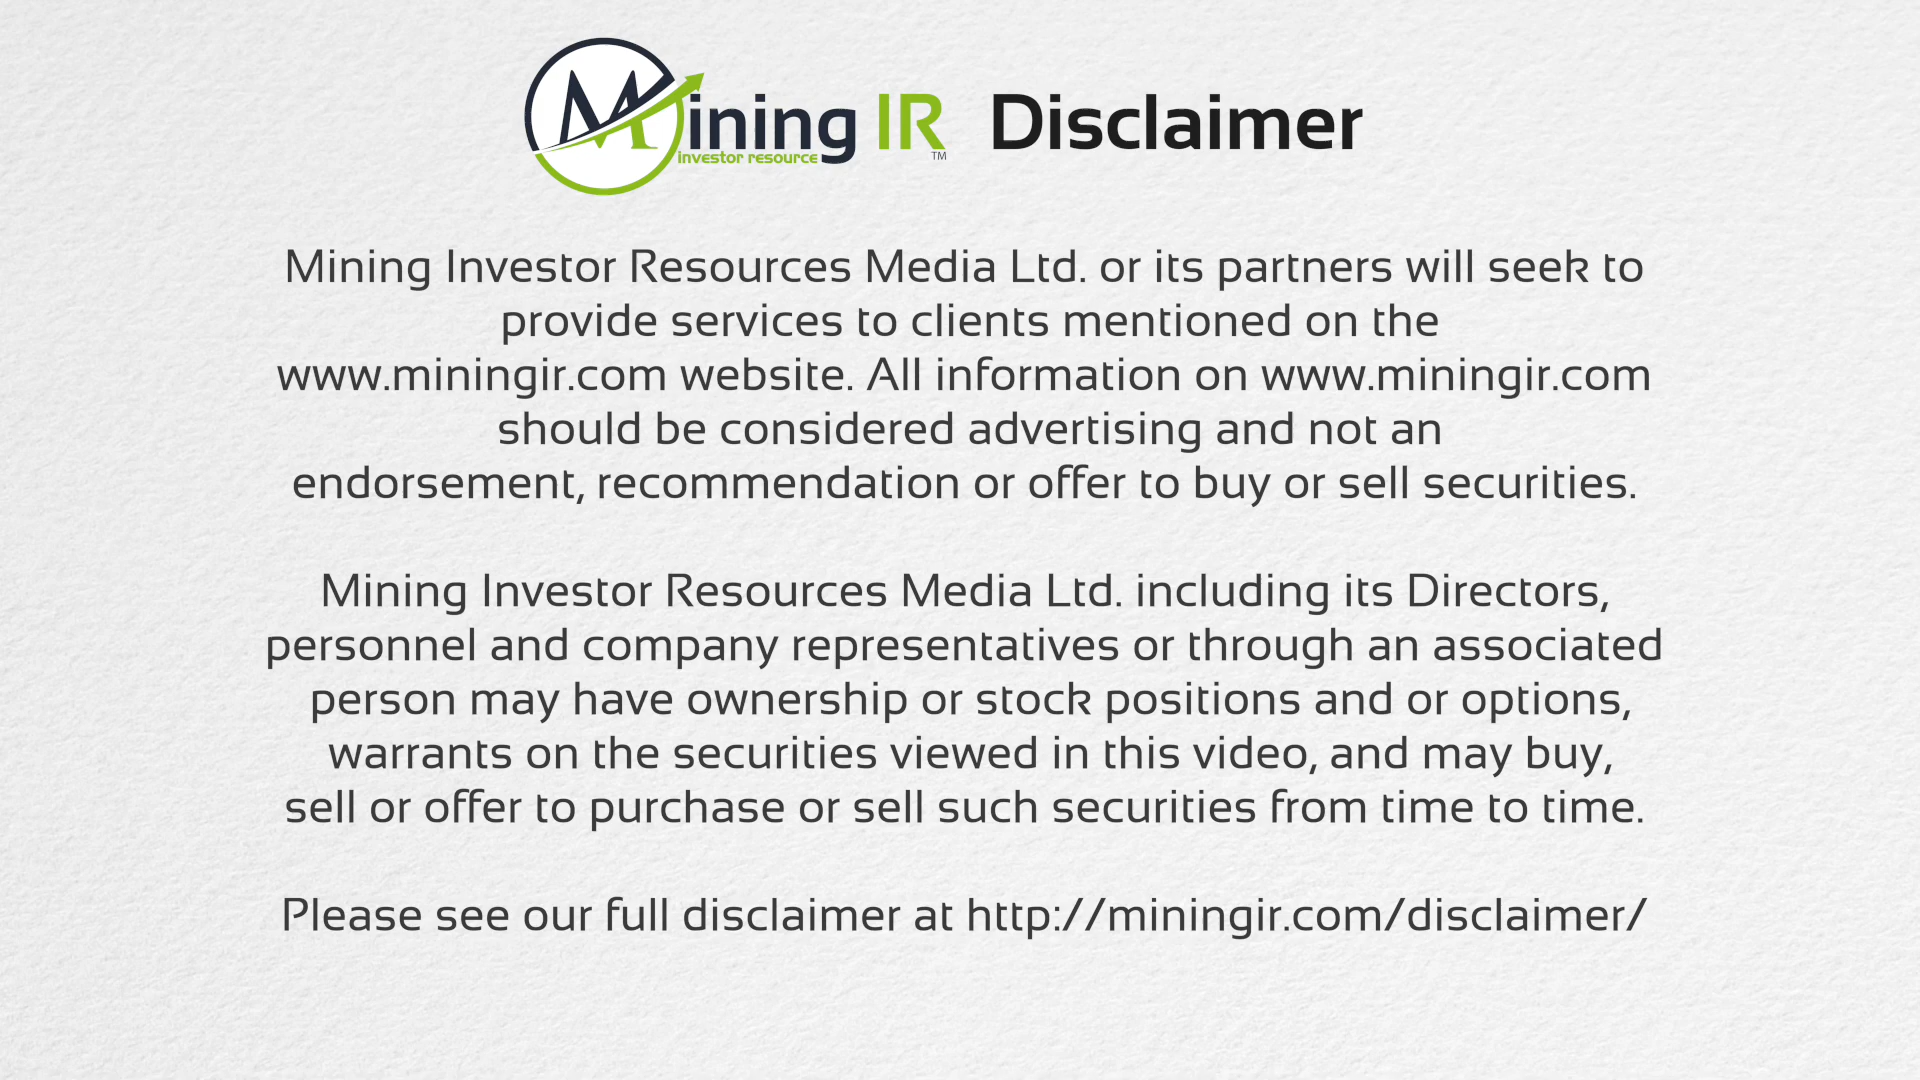 Mining IR Disclaimer
investor resource TM
Mining Investor Resources Media Ltd. or its partners will seek to
provide services to clients mentioned on the
www.miningir.com website. All information on www.miningir.com
should be considered advertising and not an
endorsement, recommendation or offer to buy or sell securities.
Mining Investor Resources Media Ltd. including its Directors,
personnel and company representatives or through an associated
person may have ownership or stock positions and or options,
warrants on the securities viewed in this video, and may buy,
sell or offer to purchase or sell such securities from time to time.
Please see our full disclaimer at http://miningir.com/disclaimer/